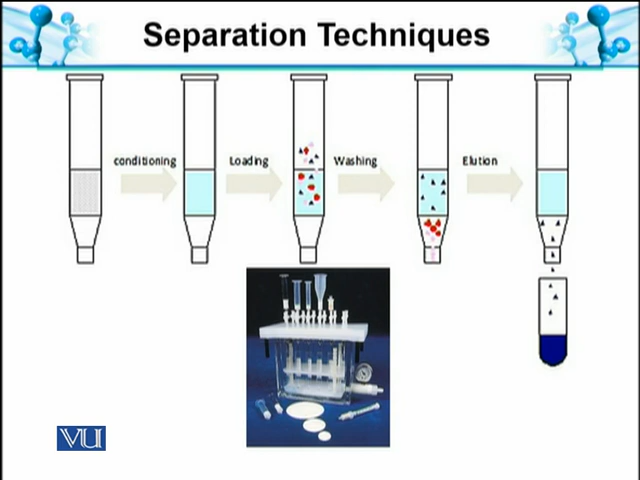 Separation Techniques
conditioning
Loading
Washing
Elution
VU